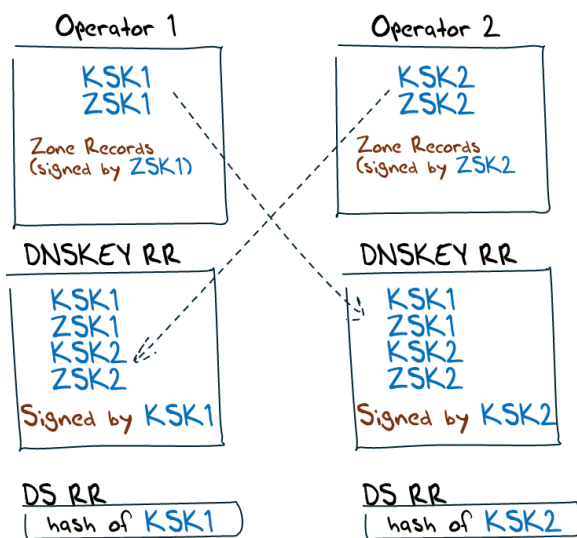 Operator 1
KSK1
ZSK1
Zone Records
(signed by ZSK1)
DNSKEY RR
KSK1
ZSK1
KSK2
ZSK2
Signed by KSK1
DS RR
hash of KSK1
Operator 2
KSK2
ZSK2
Zone Records
(signed by ZSK2
DNSKEY RR
KSK1
ZSK1
KSK2
ZSK2
Signed by KSK2
DS RR
hash of KSK2